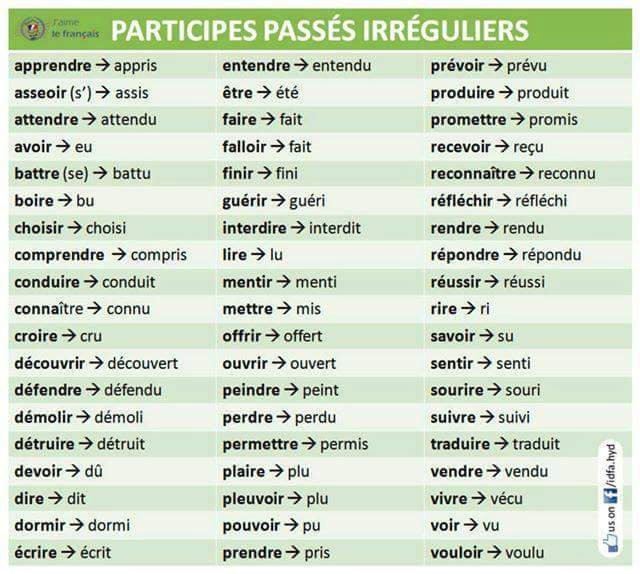 J'aime
le français
PARTICIPES PASSÉS IRRÉGULIERS
apprendre → appris
asseoir (s') → assis
attendre → attendu
avoir → eu
battre (se) → battu
boire → bu
choisir → choisi
comprendre → compris
conduire → conduit
connaître → connu
croire → cru
découvrir → découvert
défendre → défendu
démolir → démoli
détruire → détruit
devoir → dû
dire → dit
dormir → dormi
écrire → écrit
entendre → entendu
être → été
faire → fait
falloir → fait
finir → fini
guérir → guéri
interdire → interdit
lire → lu
mentir → menti
mettre → mis
offrir → offert
ouvrir → ouvert
peindre → peint
perdre → perdu
permettre → permis
plaire → plu
pleuvoir → plu
pouvoir → pu
prendre → pris
prévoir → prévu
produire → produit
promettre → promis
recevoir → reçu
reconnaître → reconnu
réfléchir → réfléchi
rendre → rendu
répondre → répondu
réussir → réussi
rire → ri
savoir → su
sentir → senti
sourire → souri
suivre → suivi
traduire → traduit
vendre → vendu
vivre → vécu
voir → vu
vouloir → voulu
us on f/idfa.hyd